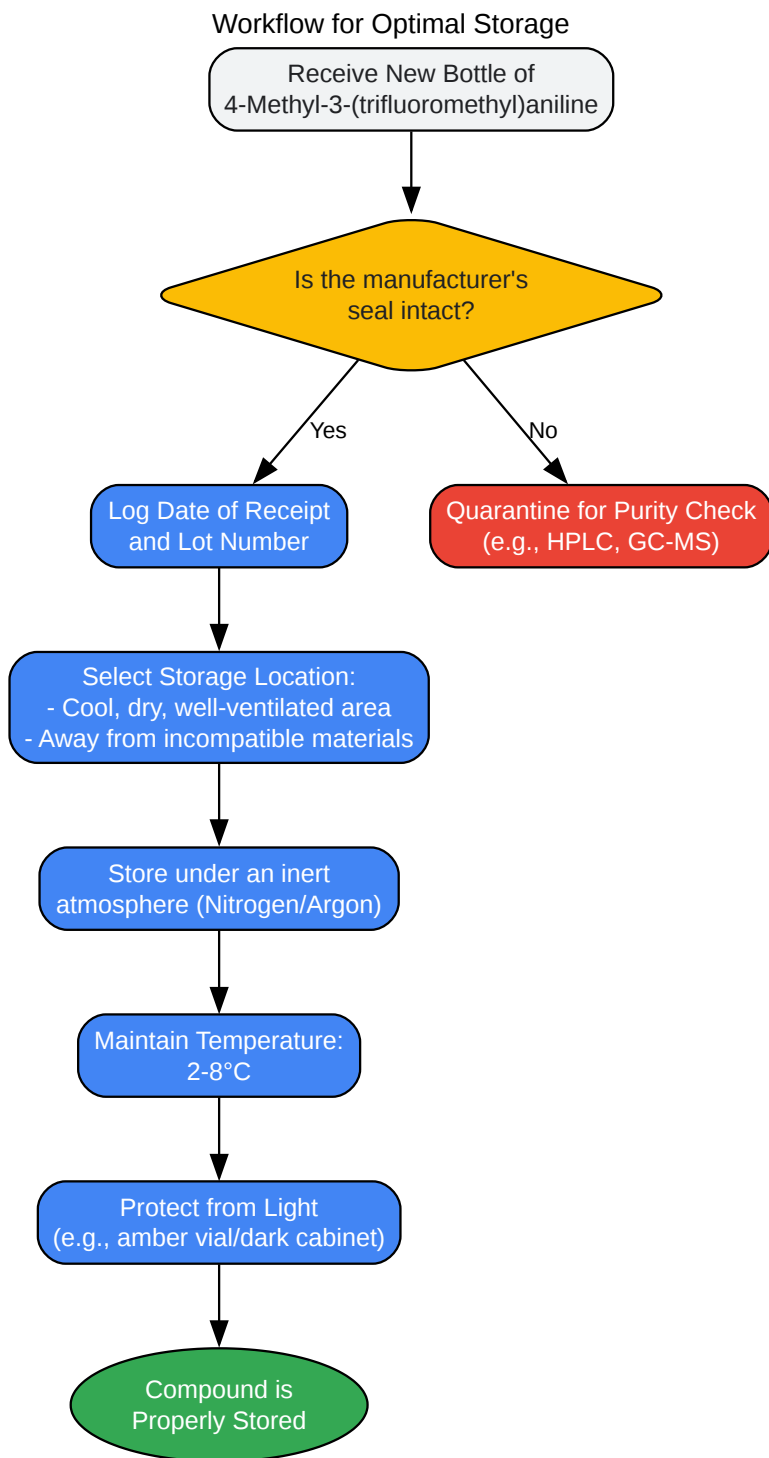 Workflow for Optimal Storage
Receive New Bottle of
4-Methyl-3-(trifluoromethyl)aniline
Is the manufacturer's
seal intact?
Yes
No
Log Date of Receipt
and Lot Number
Quarantine for Purity Check
(e.g., HPLC, GC-MS)
Select Storage Location:
- Cool, dry, well-ventilated area
- Away from incompatible materials
Store under an inert
atmosphere (Nitrogen/Argon)
Maintain Temperature:
2-8°C
Protect from Light
(e.g., amber vial/dark cabinet)
Compound is
Properly Stored